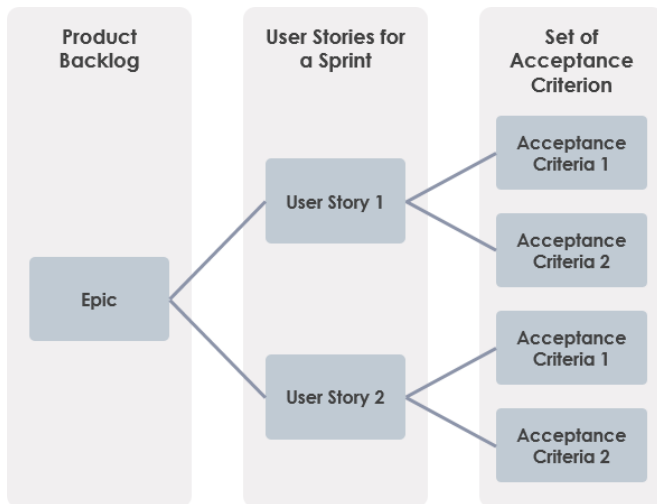 Product
Backlog
User Stories for
a Sprint
Set of
Acceptance
Criterion
Epic
User Story 1
User Story 2
Acceptance
Criteria 1
Acceptance
Criteria 2
Acceptance
Criteria 1
Acceptance
Criteria 2